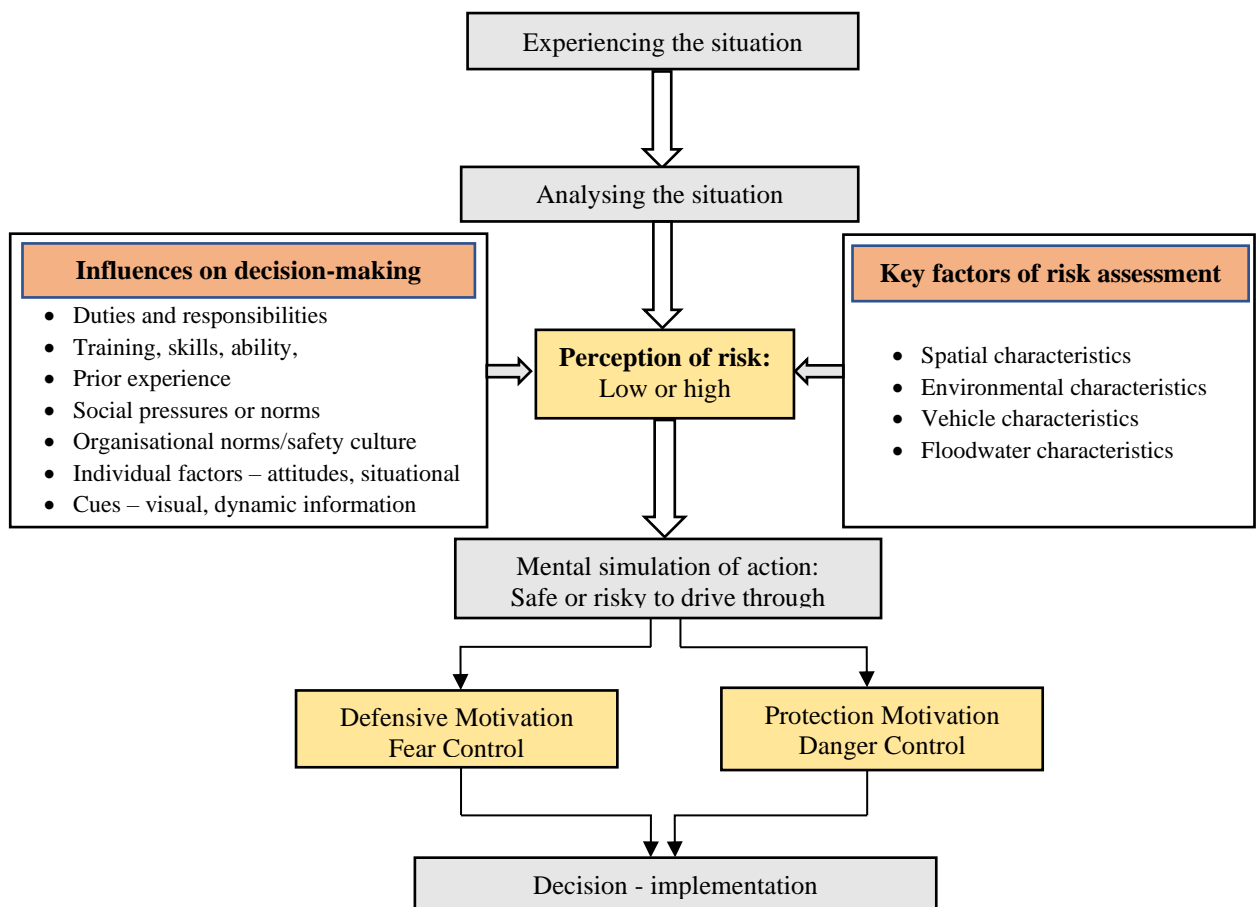 Experiencing the situation
Analysing the situation
Influences on decision-making
• Duties and responsibilities
• Training, skills, ability,
• Prior experience
• Social pressures or norms
• Organisational norms/safety culture
• Individual factors – attitudes, situational
• Cues – visual, dynamic information
Perception of risk:
Low or high
Key factors of risk assessment
• Spatial characteristics
• Environmental characteristics
• Vehicle characteristics
• Floodwater characteristics
Mental simulation of action:
Safe or risky to drive through
Defensive Motivation
Fear Control
Protection Motivation
Danger Control
Decision - implementation